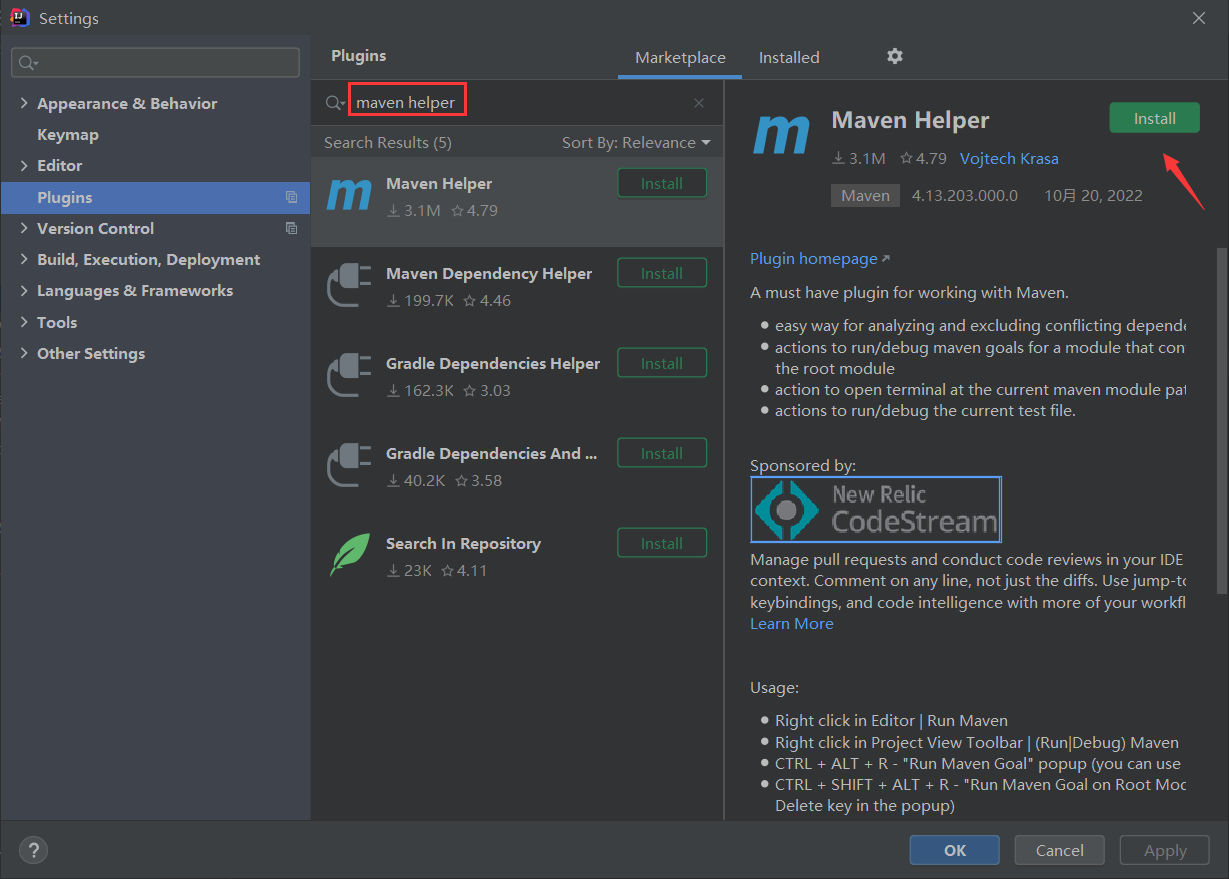 Settings
Appearance & Behavior
Keymap
Editor
Plugins
Version Control
Build, Execution, Deployment
Languages & Frameworks
Tools
Other Settings
Plugins
Marketplace
Installed
maven helper
Search Results (5)
Sort By: Relevance
Maven Helper
3.1M 4.79
Install
Maven Dependency Helper
199.7K 4.46
Install
Gradle Dependencies Helper
162.3K 3.03
Install
Gradle Dependencies And ...
40.2K 3.58
Install
Search In Repository
23K 4.11
Install
Maven Helper
Install
3.1M 4.79 Vojtech Krasa
Maven 4.13.203.000.0 10月 20, 2022
Plugin homepage
A must have plugin for working with Maven.
easy way for analyzing and excluding conflicting depende
actions to run/debug maven goals for a module that con
the root module
action to open terminal at the current maven module pat
actions to run/debug the current test file.
Sponsored by:
New Relic
CodeStream
Manage pull requests and conduct code reviews in your IDE
context. Comment on any line, not just the diffs. Use jump-to
keybindings, and code intelligence with more of your workfl
Learn More
Usage:
Right click in Editor | Run Maven
Right click in Project View Toolbar | (Run|Debug) Maven
CTRL + ALT + R - "Run Maven Goal" popup (you can use
CTRL + SHIFT + ALT + R - "Run Maven Goal on Root Moc
Delete key in the popup)
?
OK
Cancel
Apply